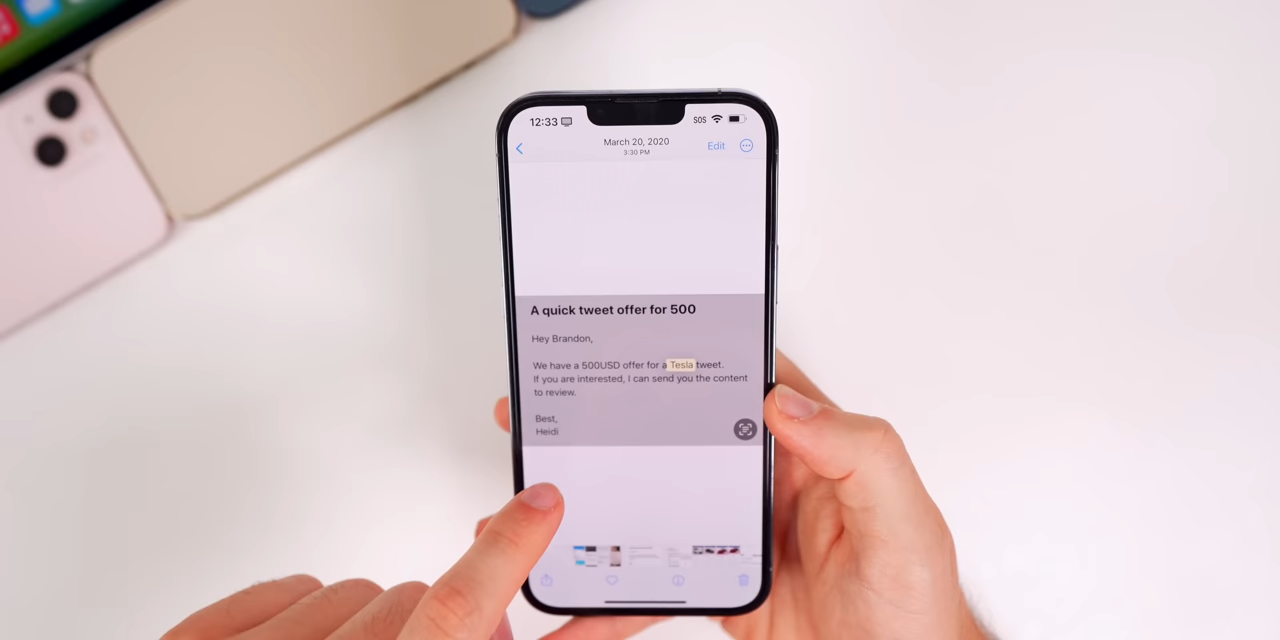 12:33
SOS
March 20, 2020
3:30 PM
Edit
A quick tweet offer for 500
Hey Brandon,
We have a 500USD offer for a Tesla tweet.
If you are interested, I can send you the content
to review.
Best,
Heidi